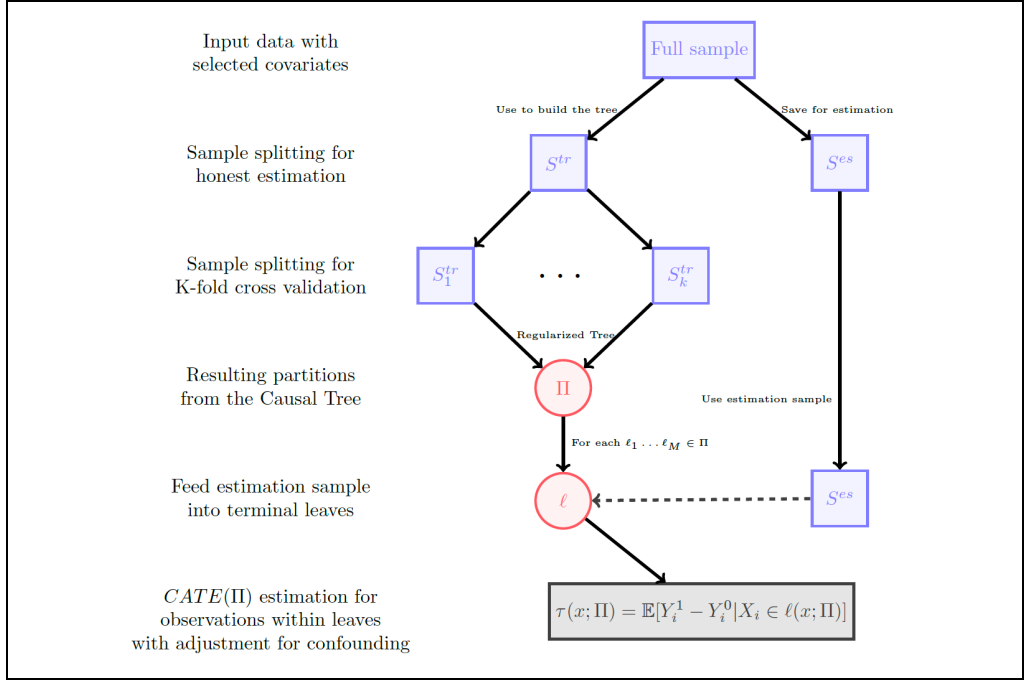 Input data with
selected covariates
Full sample
Use to build the tree
Save for estimation
Sample splitting for
honest estimation
S^{tr}
S^{es}
Sample splitting for
K-fold cross validation
S_1^{tr}
· · ·
S_k^{tr}
Regularized Tree
Resulting partitions
from the Causal Tree
Π
Use estimation sample
For each ℓ_1 . . . ℓ_M ∈ Π
Feed estimation sample
into terminal leaves
ℓ
S^{es}
CATE(Π) estimation for
observations within leaves
with adjustment for confounding
τ(x; Π) = 𝔼[Y_i^1 − Y_i^0|X_i ∈ ℓ(x; Π)]